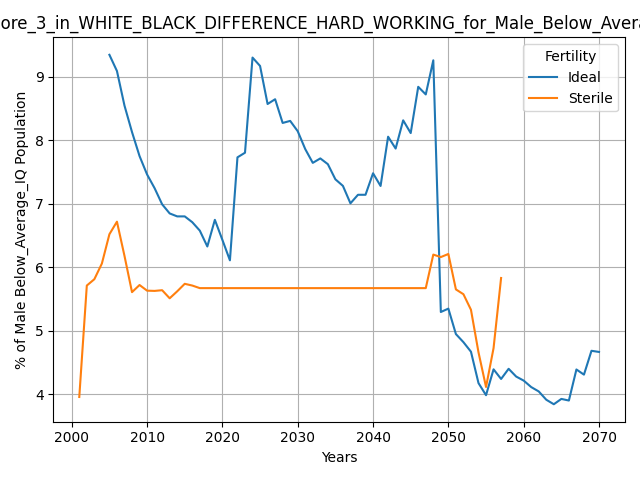 ore_3_in_WHITE_BLACK_DIFFERENCE_HARD_WORKING_for_Male_Below_Avera
% of Male Below_Average_IQ Population
9
8
7
6
5
4
Fertility
Ideal
Sterile
2000 2010 2020 2030 2040 2050 2060 2070
Years